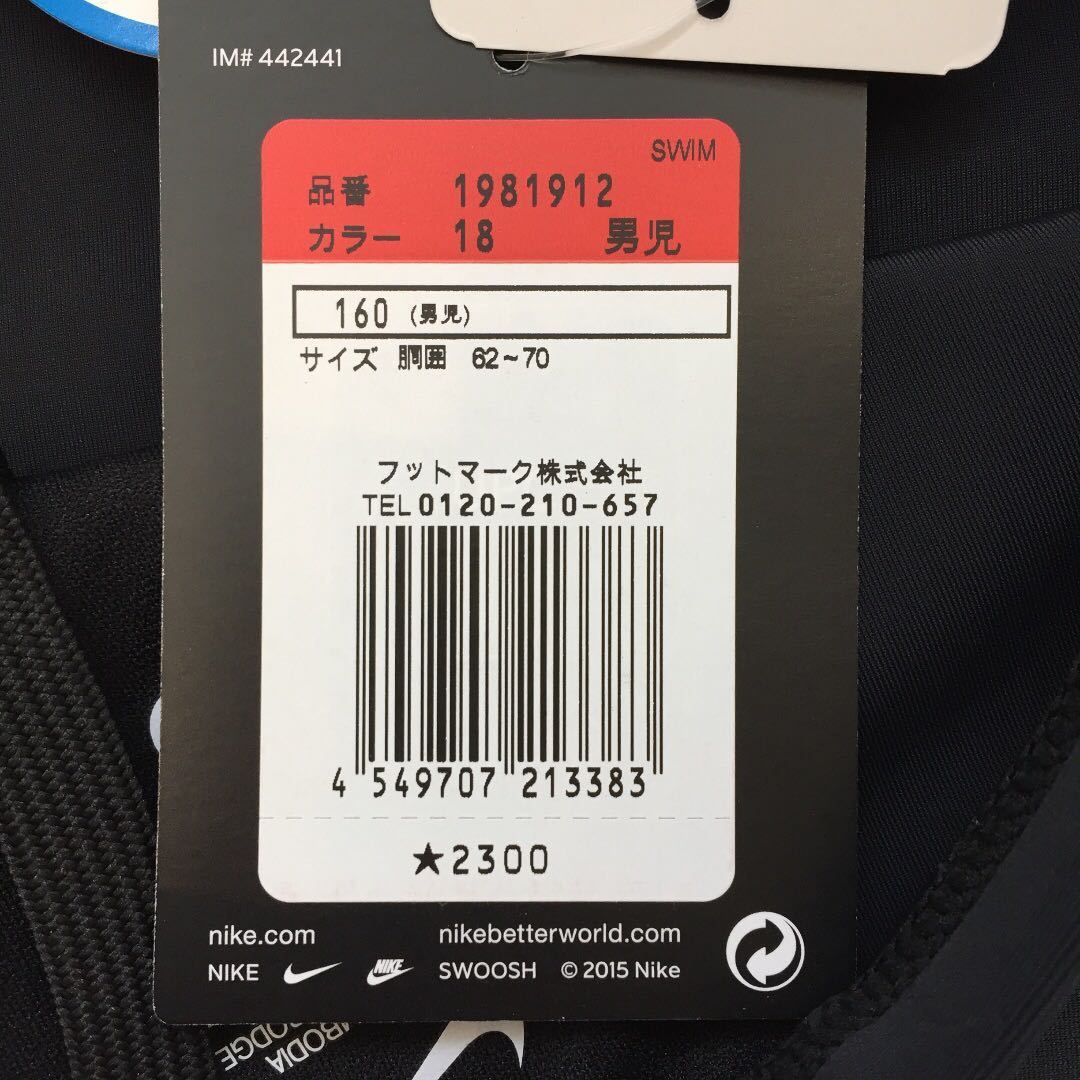 IM# 442441
SWIM
品番 1981912
カラー 18 男児
160 (男児)
サイズ 胴囲 62~70
フットマーク株式会社
TEL 0120-210-657
4 549707 213383
★2300
nike.com nikebetterworld.com
NIKE NIKE SWOOSH © 2015 Nike